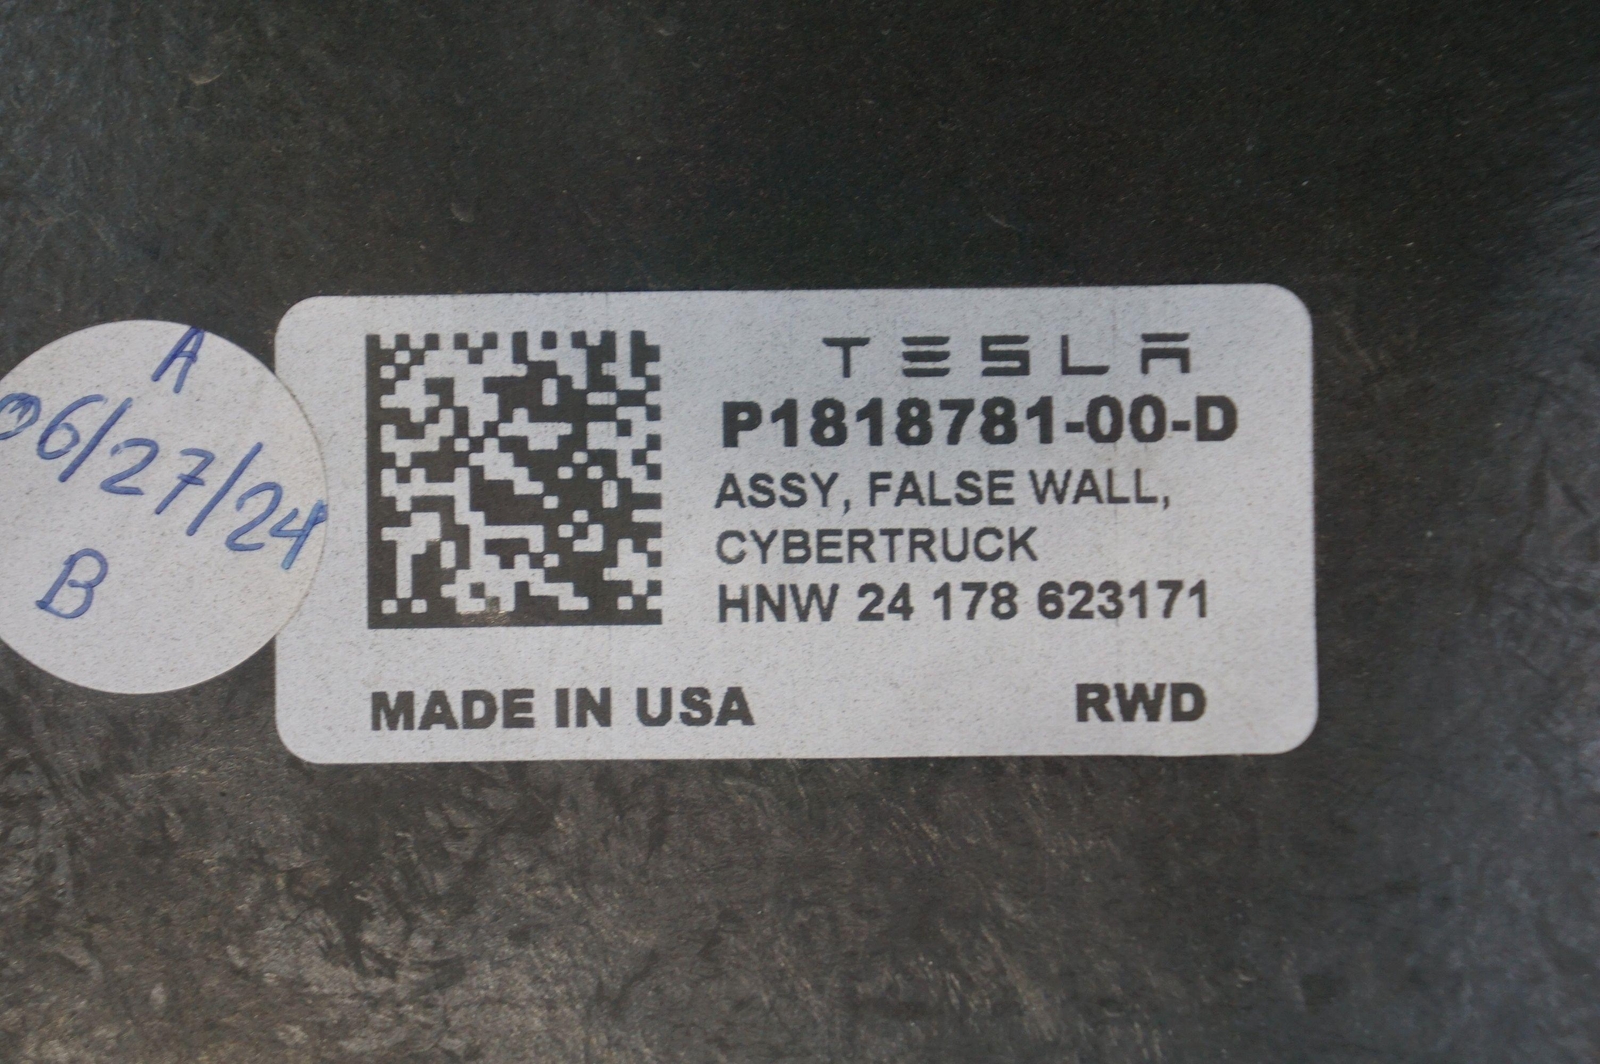 A
06/27/24
B
TESLA
P1818781-00-D
ASSY, FALSE WALL,
CYBERTRUCK
HNW 24 178 623171
MADE IN USA
RWD